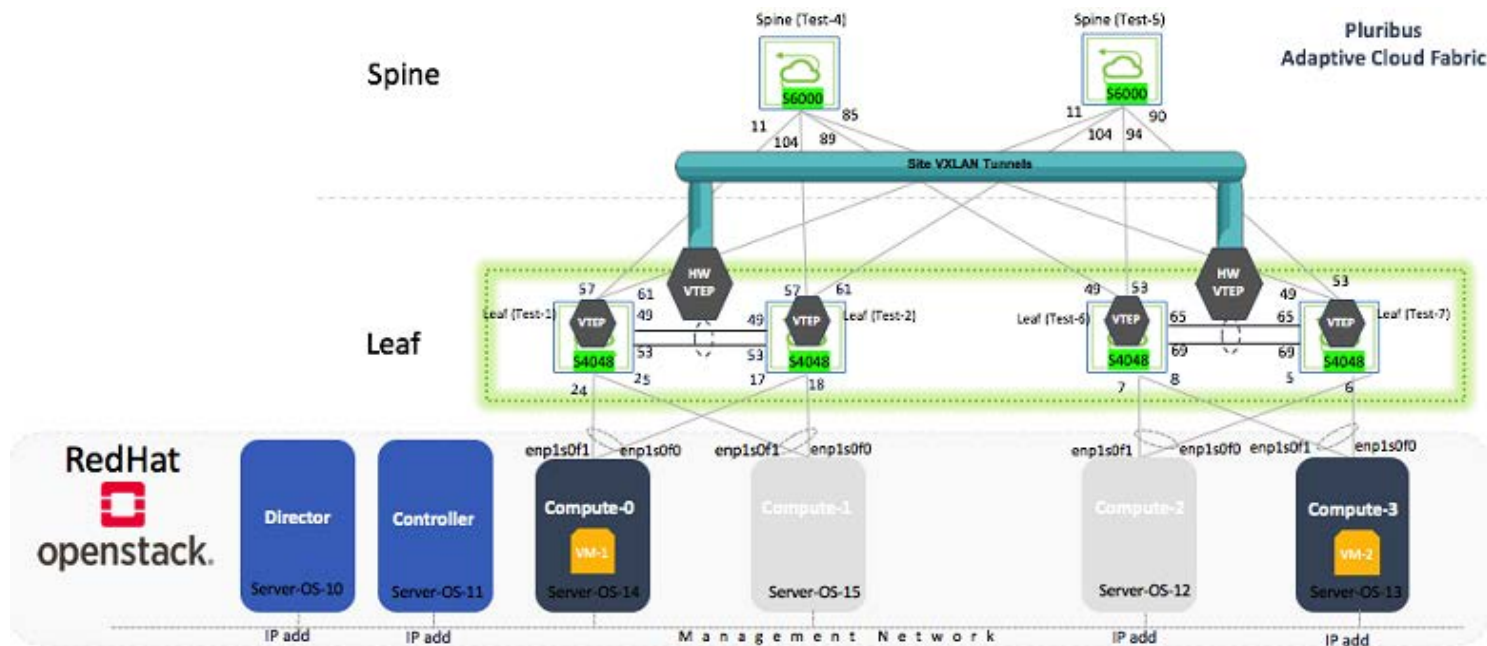 Spine (Test-4)
Spine (Test-5)
Pluribus
Adaptive Cloud Fabric
Spine
S6000
S6000
11
104
89
85
11
104
94
90
Site VXLAN Tunnels
HW
VTEP
HW
VTEP
57
61
57
61
49
53
49
53
Leaf (Test-1)
VTEP
49
49
VTEP
Leaf (Test-2)
Leaf (Test-6)
VTEP
65
65
VTEP
Leaf (Test-7)
Leaf
S4048
53
53
S4048
S4048
69
69
S4048
24
25
17
18
7
8
5
6
RedHat
openstack.
enp1s0f1
enp1s0f0
enp1s0f1
enp1s0f0
enp1s0f1
enp1s0f0
enp1s0f1
enp1s0f0
Director
Controller
Compute-0
Compute-1
Compute-2
Compute-3
VM-1
VM-2
Server-OS-10
Server-OS-11
Server-OS-14
Server-OS-15
Server-OS-12
Server-OS-13
IP add
IP add
Management Network
IP add
IP add